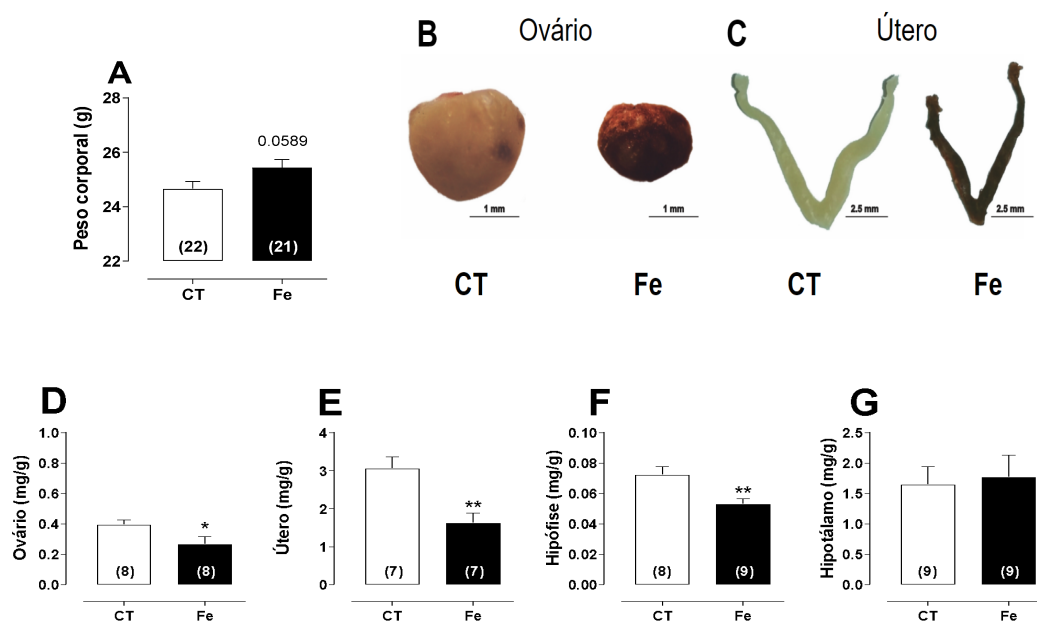 A
Peso corporal (g)
28
26
24
22
0.0589
(22)
(21)
CT
Fe
B
Ovário
1 mm
1 mm
CT
Fe
C
Útero
2.5 mm
2.5 mm
CT
Fe
D
Ovário (mg/g)
1.0
0.8
0.6
0.4
0.2
0.0
*
(8)
(8)
CT
Fe
E
Útero (mg/g)
4
3
2
1
0
**
(7)
(7)
CT
Fe
F
Hipófise (mg/g)
0.10
0.08
0.06
0.04
0.02
0.00
**
(8)
(9)
CT
Fe
G
Hipotálamo (mg/g)
2.5
2.0
1.5
1.0
0.5
0.0
(9)
(9)
CT
Fe